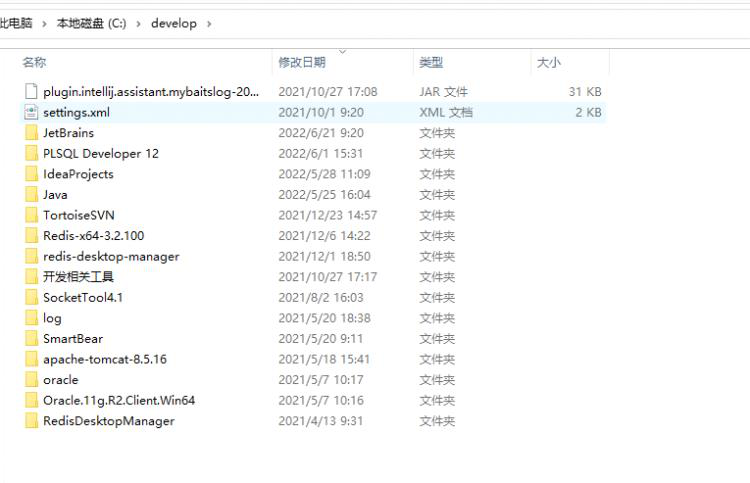 此电脑 › 本地磁盘 (C:) › develop ›
名称 修改日期 类型 大小
plugin.intellij.assistant.mybaitslog-20... 2021/10/27 17:08 JAR 文件 31 KB
settings.xml 2021/10/1 9:20 XML 文档 2 KB
JetBrains 2022/6/21 9:20 文件夹
PLSQL Developer 12 2022/6/1 15:31 文件夹
IdeaProjects 2022/5/28 11:09 文件夹
Java 2022/5/25 16:04 文件夹
TortoiseSVN 2021/12/23 14:57 文件夹
Redis-x64-3.2.100 2021/12/6 14:22 文件夹
redis-desktop-manager 2021/12/1 18:50 文件夹
开发相关工具 2021/10/27 17:17 文件夹
SocketTool4.1 2021/8/2 16:03 文件夹
log 2021/5/20 18:38 文件夹
SmartBear 2021/5/20 9:11 文件夹
apache-tomcat-8.5.16 2021/5/18 15:41 文件夹
oracle 2021/5/7 10:17 文件夹
Oracle.11g.R2.Client.Win64 2021/5/7 10:16 文件夹
RedisDesktopManager 2021/4/13 9:31 文件夹